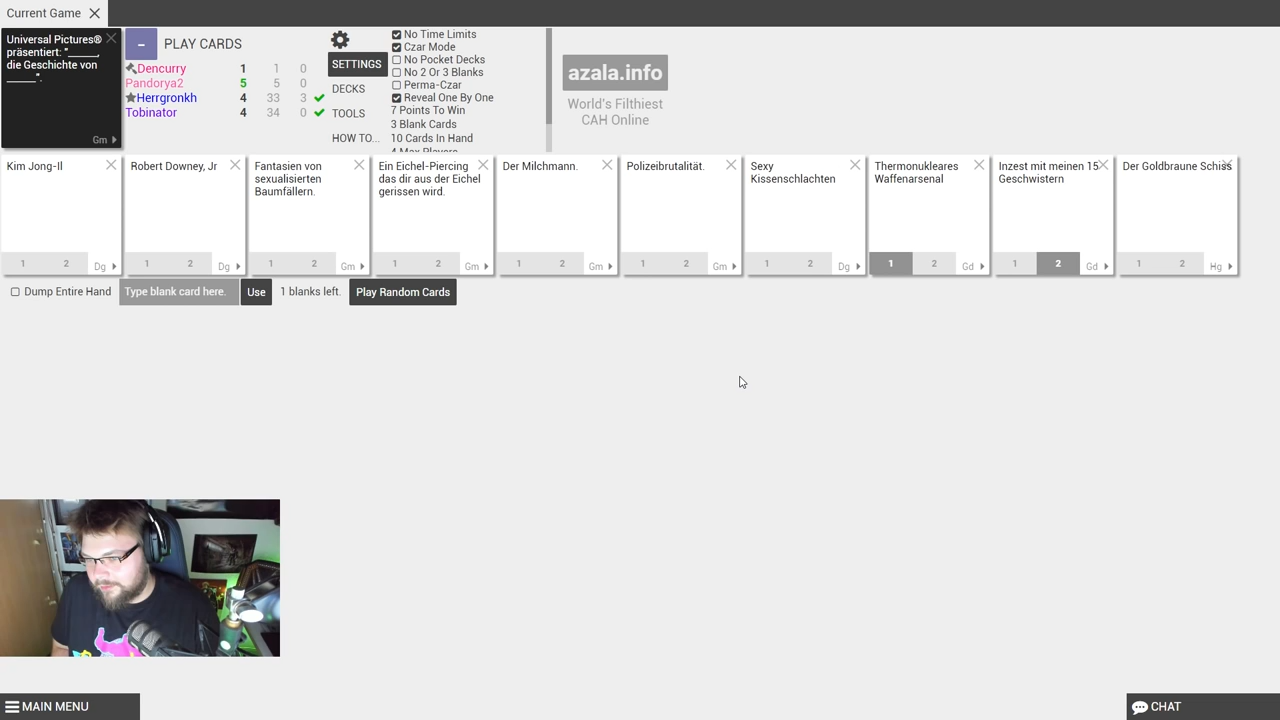 Current Game
Universal Pictures®
präsentiert: "______,
die Geschichte von
______".
Gm
–
PLAY CARDS
Dencurry 1 1 0
Pandorya2 5 5 0
Herrgronkh 4 33 3
Tobinator 4 34 0
SETTINGS
DECKS
TOOLS
HOW TO...
No Time Limits
Czar Mode
No Pocket Decks
No 2 Or 3 Blanks
Perma-Czar
Reveal One By One
7 Points To Win
3 Blank Cards
10 Cards In Hand
4 Max Players
azala.info
World's Filthiest
CAH Online
Kim Jong-Il
1 2 Dg
Robert Downey, Jr
1 2 Dg
Fantasien von
sexualisierten
Baumfällern.
1 2 Gm
Ein Eichel-Piercing
das dir aus der Eichel
gerissen wird.
1 2 Gm
Der Milchmann.
1 2 Gm
Polizeibrutalität.
1 2 Gm
Sexy
Kissenschlachten
1 2 Dg
Thermonukleares
Waffenarsenal
1 2 Gd
Inzest mit meinen 15
Geschwistern
1 2 Gd
Der Goldbraune Schiss
1 2 Hg
Dump Entire Hand
Type blank card here.
Use
1 blanks left.
Play Random Cards
MAIN MENU
CHAT